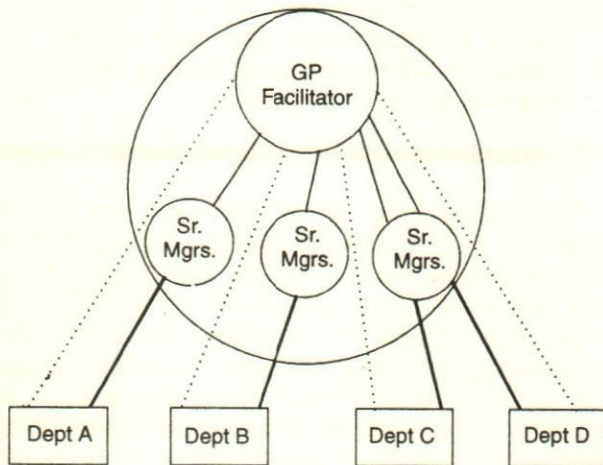 GP
Facilitator
Sr.
Mgrs.
Sr.
Mgrs.
Sr.
Mgrs.
Dept A
Dept B
Dept C
Dept D